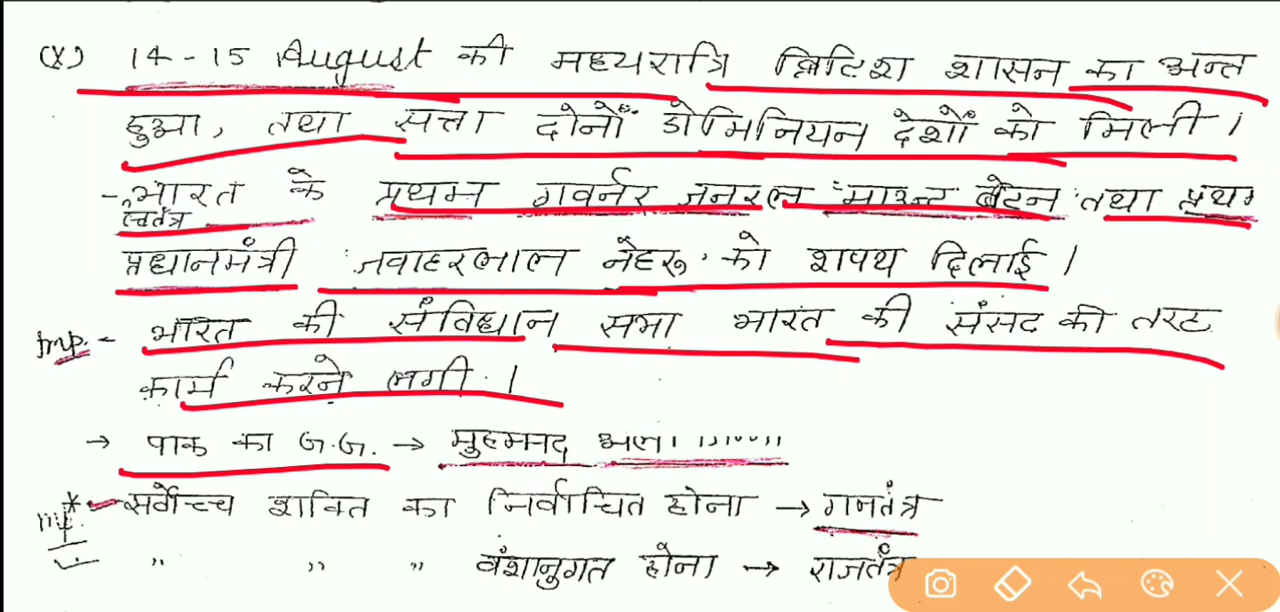 (x) 14-15 August की मध्यरात्रि ब्रिटिश शासन का अन्त
हुआ, तथा सत्ता दोनों डोमिनियन देशों को मिली।
- भारत के प्रथम गवर्नर जनरल माउन्ट बेटन तथा प्रथम
स्वतंत्र
प्रधानमंत्री जवाहरलाल नेहरू को शपथ दिलाई।
Imp. - भारत की संविधान सभा भारत की संसद की तरह
कार्य करने लगी।
→ पाक का G.G. → मुहम्मद अली
* सर्वोच्च शक्ति का निर्वाचित होना → गणतंत्र
Imp.
" " " वंशानुगत होना → राजतंत्र